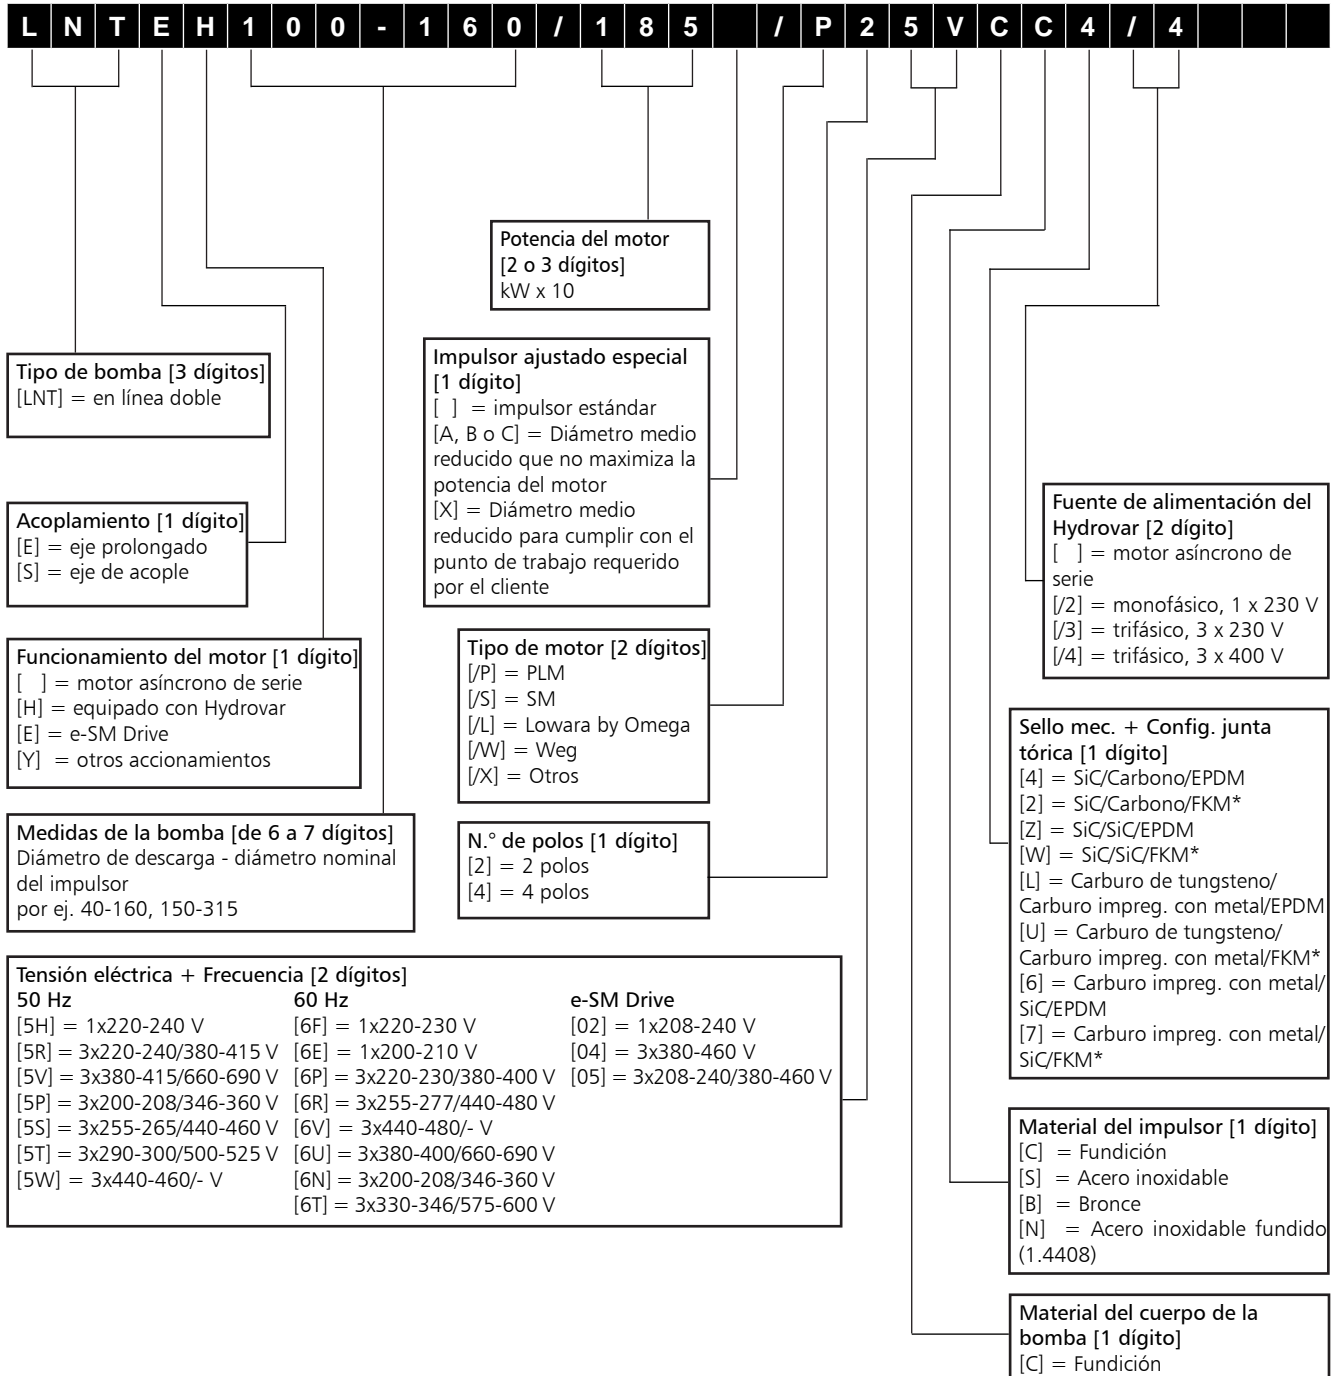 L N T E H 1 0 0 - 1 6 0 / 1 8 5 / P 2 5 V C C 4 / 4
Potencia del motor
[2 o 3 dígitos]
kW x 10
Tipo de bomba [3 dígitos]
[LNT] = en línea doble
Impulsor ajustado especial
[1 dígito]
[ ] = impulsor estándar
[A, B o C] = Diámetro medio
reducido que no maximiza la
potencia del motor
[X] = Diámetro medio
reducido para cumplir con el
punto de trabajo requerido
por el cliente
Acoplamiento [1 dígito]
[E] = eje prolongado
[S] = eje de acople
Fuente de alimentación del
Hydrovar [2 dígito]
[ ] = motor asíncrono de
serie
[/2] = monofásico, 1 x 230 V
[/3] = trifásico, 3 x 230 V
[/4] = trifásico, 3 x 400 V
Funcionamiento del motor [1 dígito]
[ ] = motor asíncrono de serie
[H] = equipado con Hydrovar
[E] = e-SM Drive
[Y] = otros accionamientos
Tipo de motor [2 dígitos]
[/P] = PLM
[/S] = SM
[/L] = Lowara by Omega
[/W] = Weg
[/X] = Otros
Sello mec. + Config. junta
tórica [1 dígito]
[4] = SiC/Carbono/EPDM
[2] = SiC/Carbono/FKM*
[Z] = SiC/SiC/EPDM
[W] = SiC/SiC/FKM*
[L] = Carburo de tungsteno/
Carburo impreg. con metal/EPDM
[U] = Carburo de tungsteno/
Carburo impreg. con metal/FKM*
[6] = Carburo impreg. con metal/
SiC/EPDM
[7] = Carburo impreg. con metal/
SiC/FKM*
Medidas de la bomba [de 6 a 7 dígitos]
Diámetro de descarga - diámetro nominal
del impulsor
por ej. 40-160, 150-315
N.° de polos [1 dígito]
[2] = 2 polos
[4] = 4 polos
Tensión eléctrica + Frecuencia [2 dígitos]
50 Hz 60 Hz e-SM Drive
[5H] = 1x220-240 V [6F] = 1x220-230 V [02] = 1x208-240 V
[5R] = 3x220-240/380-415 V [6E] = 1x200-210 V [04] = 3x380-460 V
[5V] = 3x380-415/660-690 V [6P] = 3x220-230/380-400 V [05] = 3x208-240/380-460 V
[5P] = 3x200-208/346-360 V [6R] = 3x255-277/440-480 V
[5S] = 3x255-265/440-460 V [6V] = 3x440-480/- V
[5T] = 3x290-300/500-525 V [6U] = 3x380-400/660-690 V
[5W] = 3x440-460/- V [6N] = 3x200-208/346-360 V
[6T] = 3x330-346/575-600 V
Material del impulsor [1 dígito]
[C] = Fundición
[S] = Acero inoxidable
[B] = Bronce
[N] = Acero inoxidable fundido
(1.4408)
Material del cuerpo de la
bomba [1 dígito]
[C] = Fundición